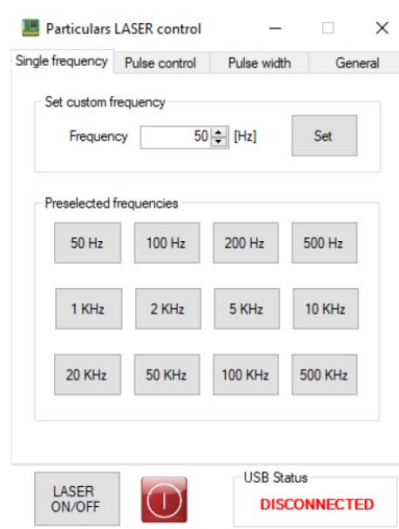 Particulars LASER control
Single frequency Pulse control Pulse width General
Set custom frequency
Frequency 50 [Hz] Set
Preselected frequencies
50 Hz 100 Hz 200 Hz 500 Hz
1 KHz 2 KHz 5 KHz 10 KHz
20 KHz 50 KHz 100 KHz 500 KHz
LASER
ON/OFF
USB Status
DISCONNECTED